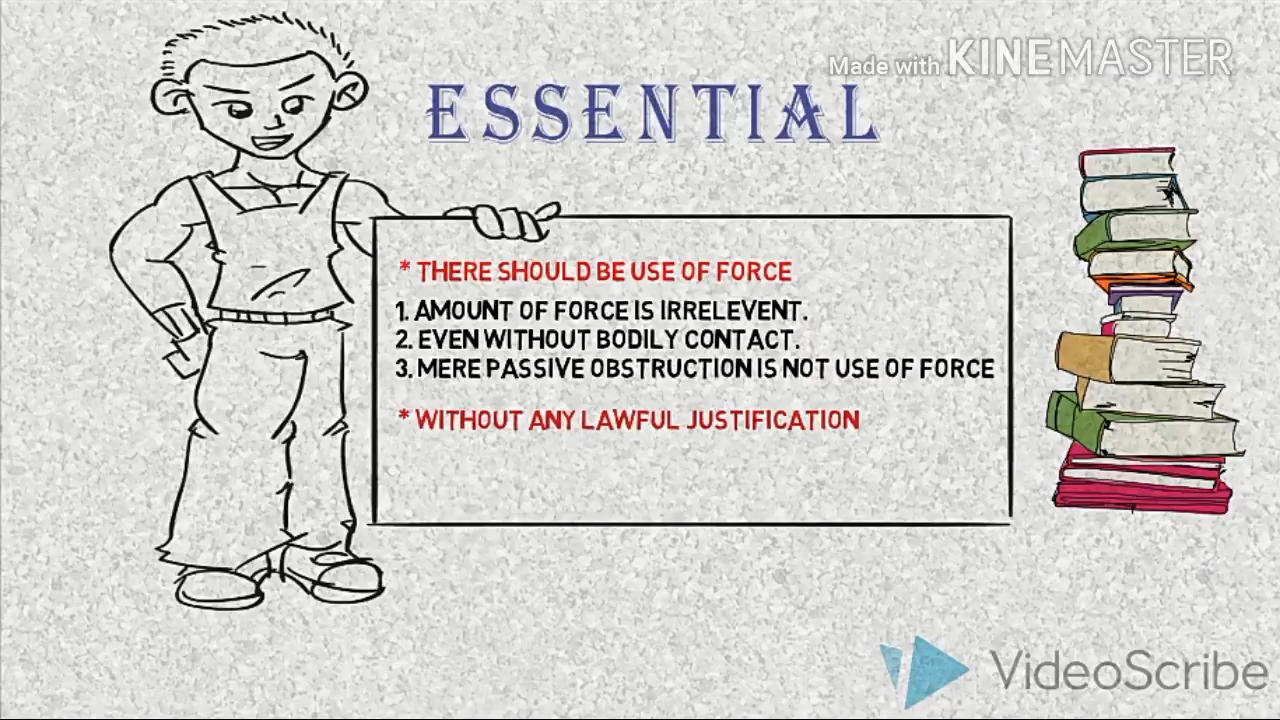 Made with KINEMASTER
ESSENTIAL
* THERE SHOULD BE USE OF FORCE
1. AMOUNT OF FORCE IS IRRELEVENT.
2. EVEN WITHOUT BODILY CONTACT.
3. MERE PASSIVE OBSTRUCTION IS NOT USE OF FORCE
* WITHOUT ANY LAWFUL JUSTIFICATION
VideoScribe